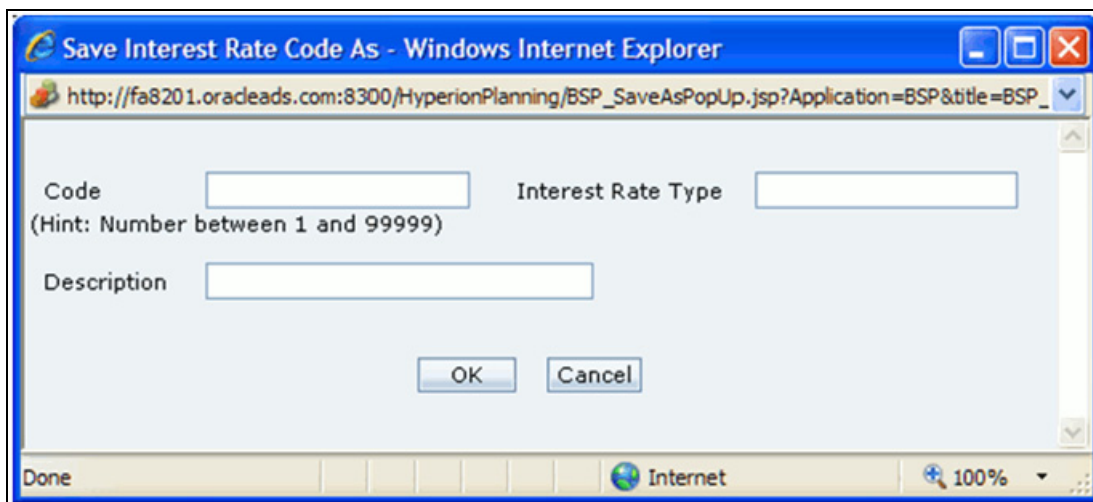 Save Interest Rate Code As - Windows Internet Explorer
http://fa8201.oracleads.com:8300/HyperionPlanning/BSP_SaveAsPopUp.jsp?Application=BSP&title=BSP_
Code Interest Rate Type
(Hint: Number between 1 and 99999)
Description
OK Cancel
Done Internet 100%